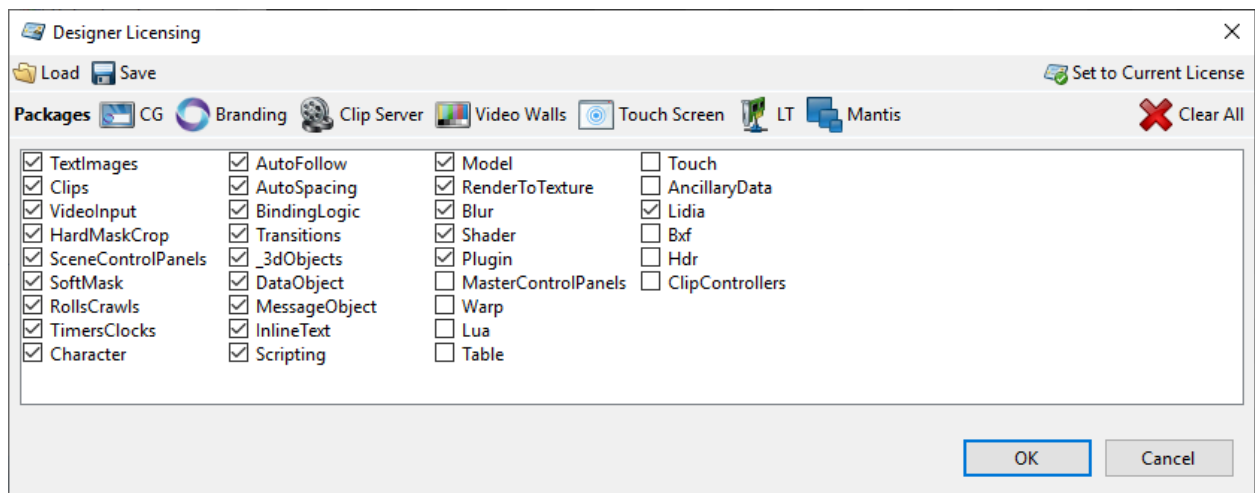 Designer Licensing
Load Save Set to Current License
Packages CG Branding Clip Server Video Walls Touch Screen LT Mantis Clear All
TextImages AutoFollow Model Touch
Clips AutoSpacing RenderToTexture AncillaryData
VideoInput BindingLogic Blur Lidia
HardMaskCrop Transitions Shader Bxf
SceneControlPanels _3dObjects Plugin Hdr
SoftMask DataObject MasterControlPanels ClipControllers
RollsCrawls MessageObject Warp
TimersClocks InlineText Lua
Character Scripting Table
OK Cancel